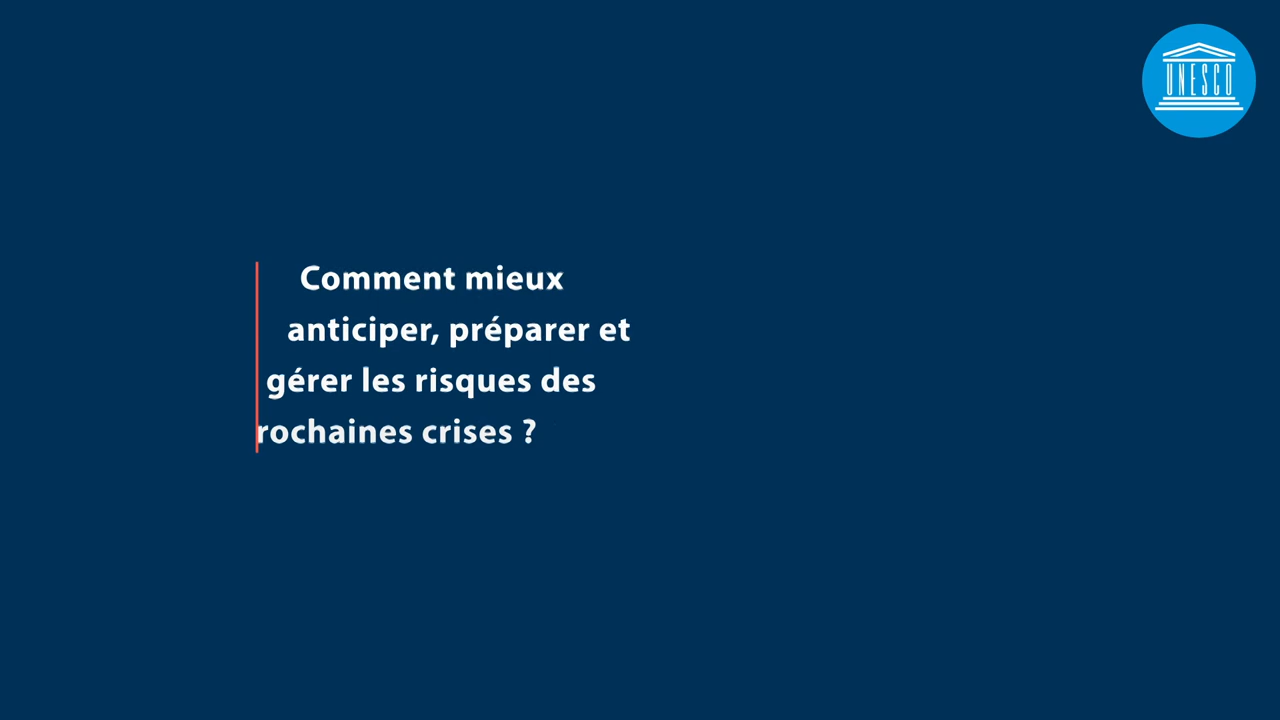 UNESCO
Comment mieux
anticiper, préparer et
gérer les risques des
rochaines crises ?